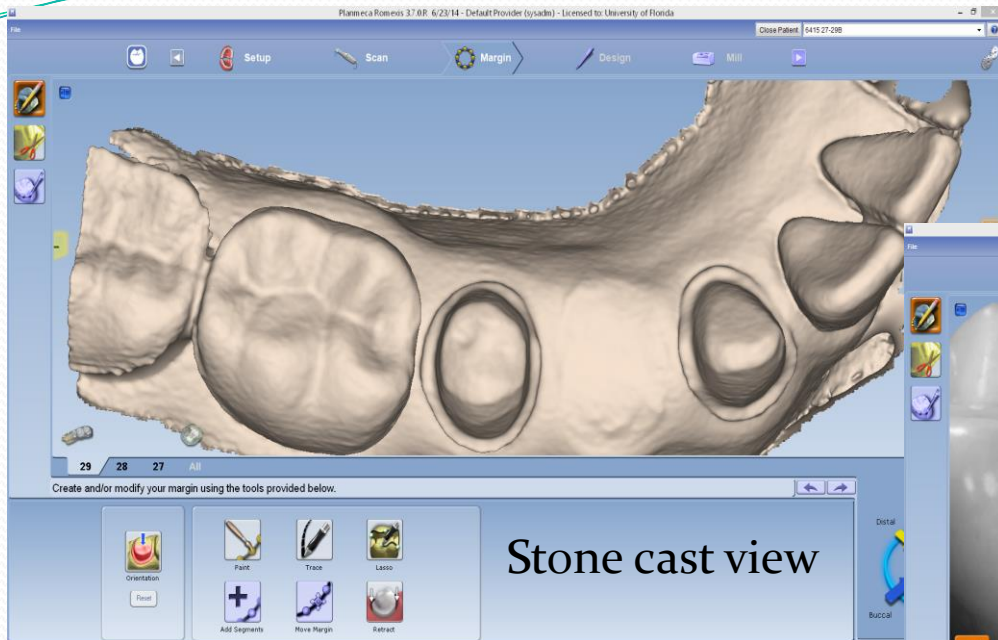 Planmeca Romexis 3.7.0.R 6/23/14 - Default Provider (sysadm) - Licensed to: University of Florida
File
Close Patient 6415 27-29B
Setup Scan Margin Design Mill
File
29 28 27 All
Create and/or modify your margin using the tools provided below.
Orientation
Reset
Paint Trace Lasso
Add Segments Move Margin Retract
Stone cast view
Distal
Buccal